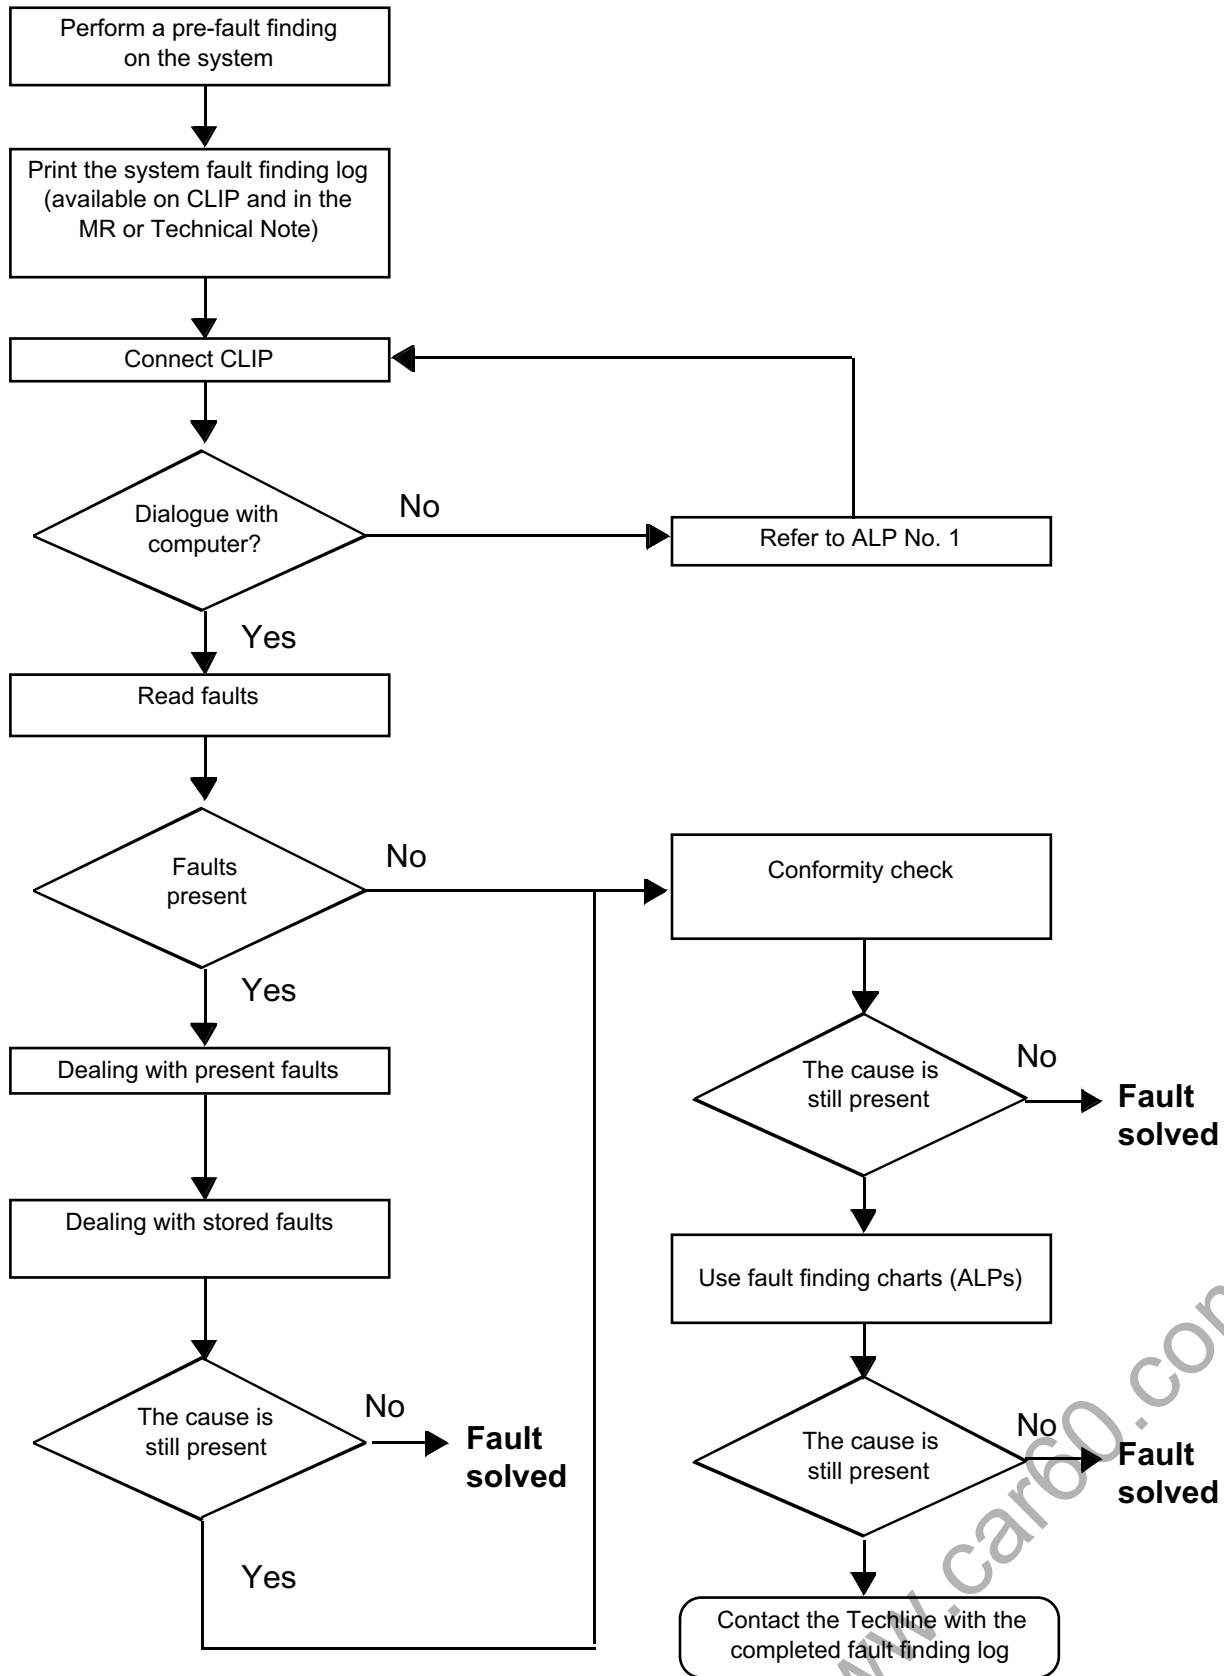 Perform a pre-fault finding
on the system
Print the system fault finding log
(available on CLIP and in the
MR or Technical Note)
Connect CLIP
Dialogue with
computer?
No
Refer to ALP No. 1
Yes
Read faults
Faults
present
No
Conformity check
Yes
Dealing with present faults
The cause is
still present
No
Fault
solved
Dealing with stored faults
Use fault finding charts (ALPs)
The cause is
still present
No
Fault
solved
The cause is
still present
No
Fault
solved
Yes
Contact the Techline with the
completed fault finding log
www.car60.com